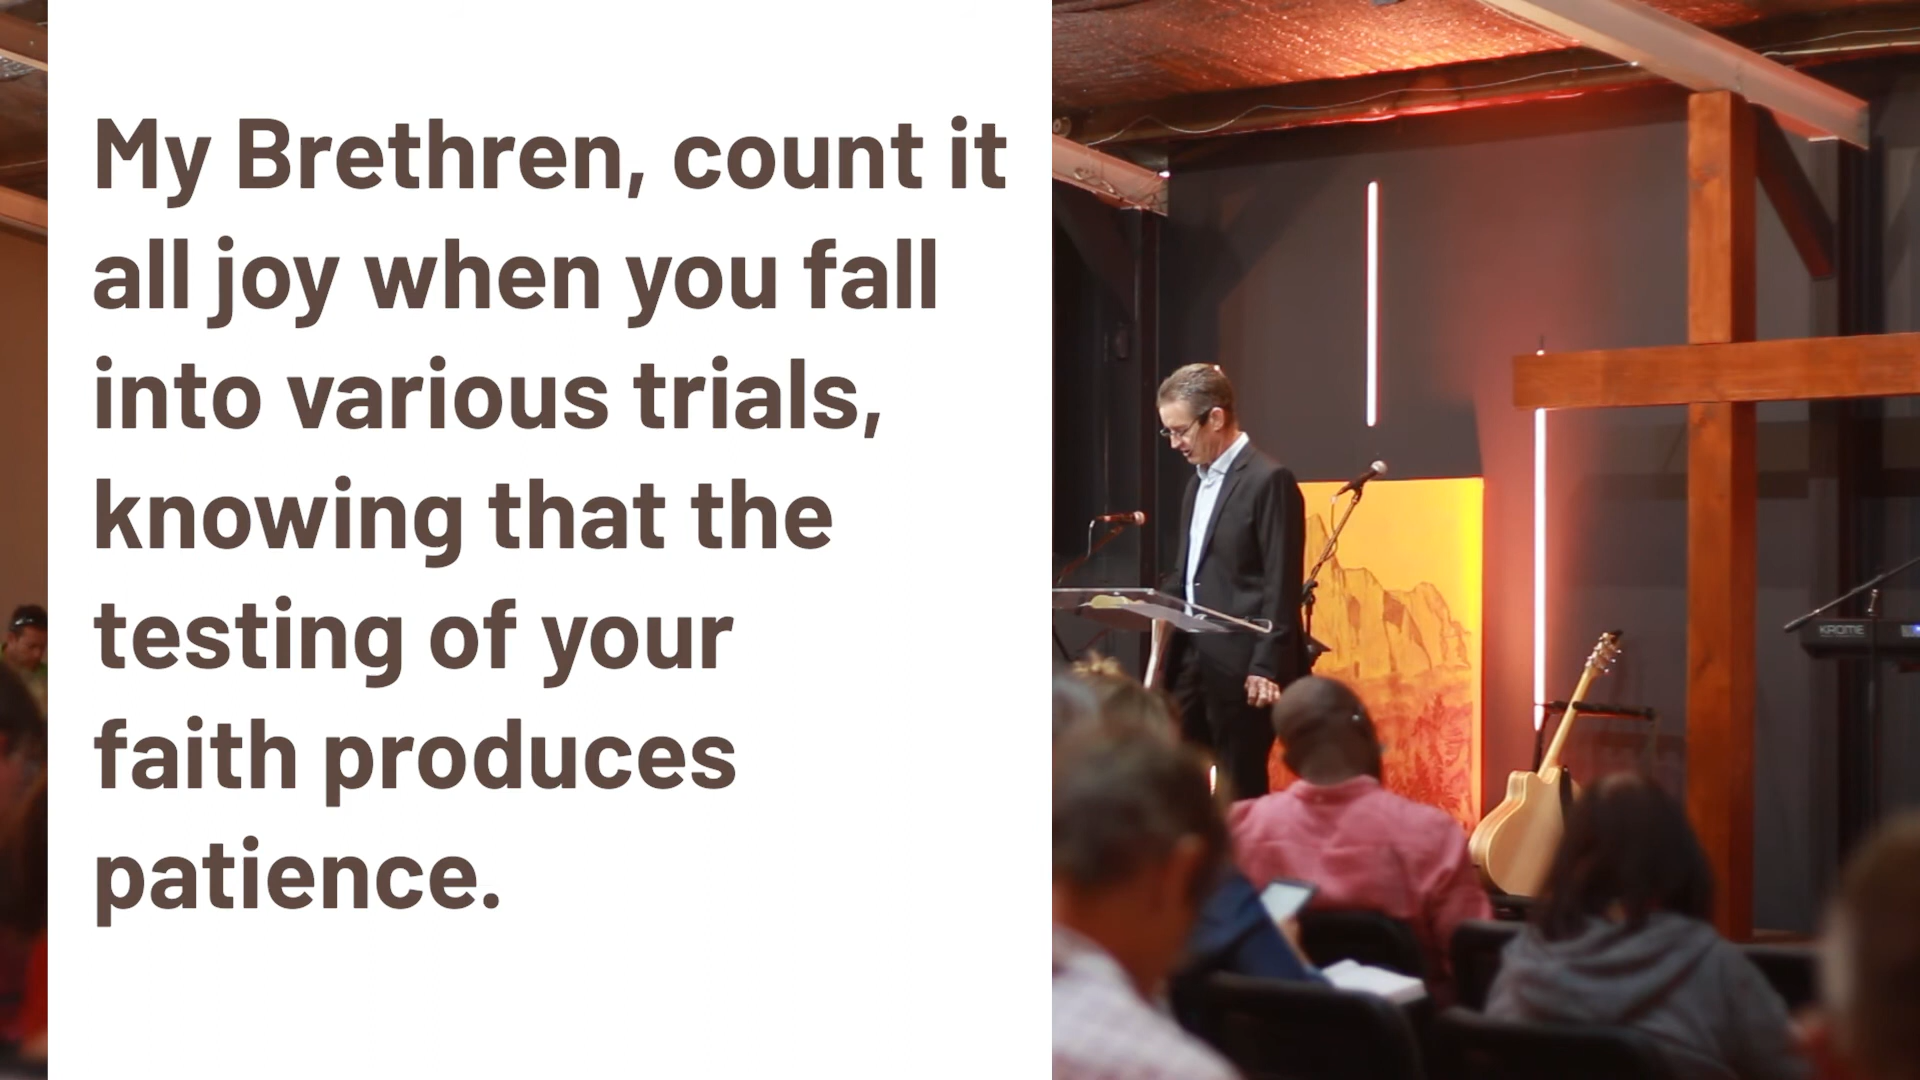 My Brethren, count it
all joy when you fall
into various trials,
knowing that the
testing of your
faith produces
patience.
KROME